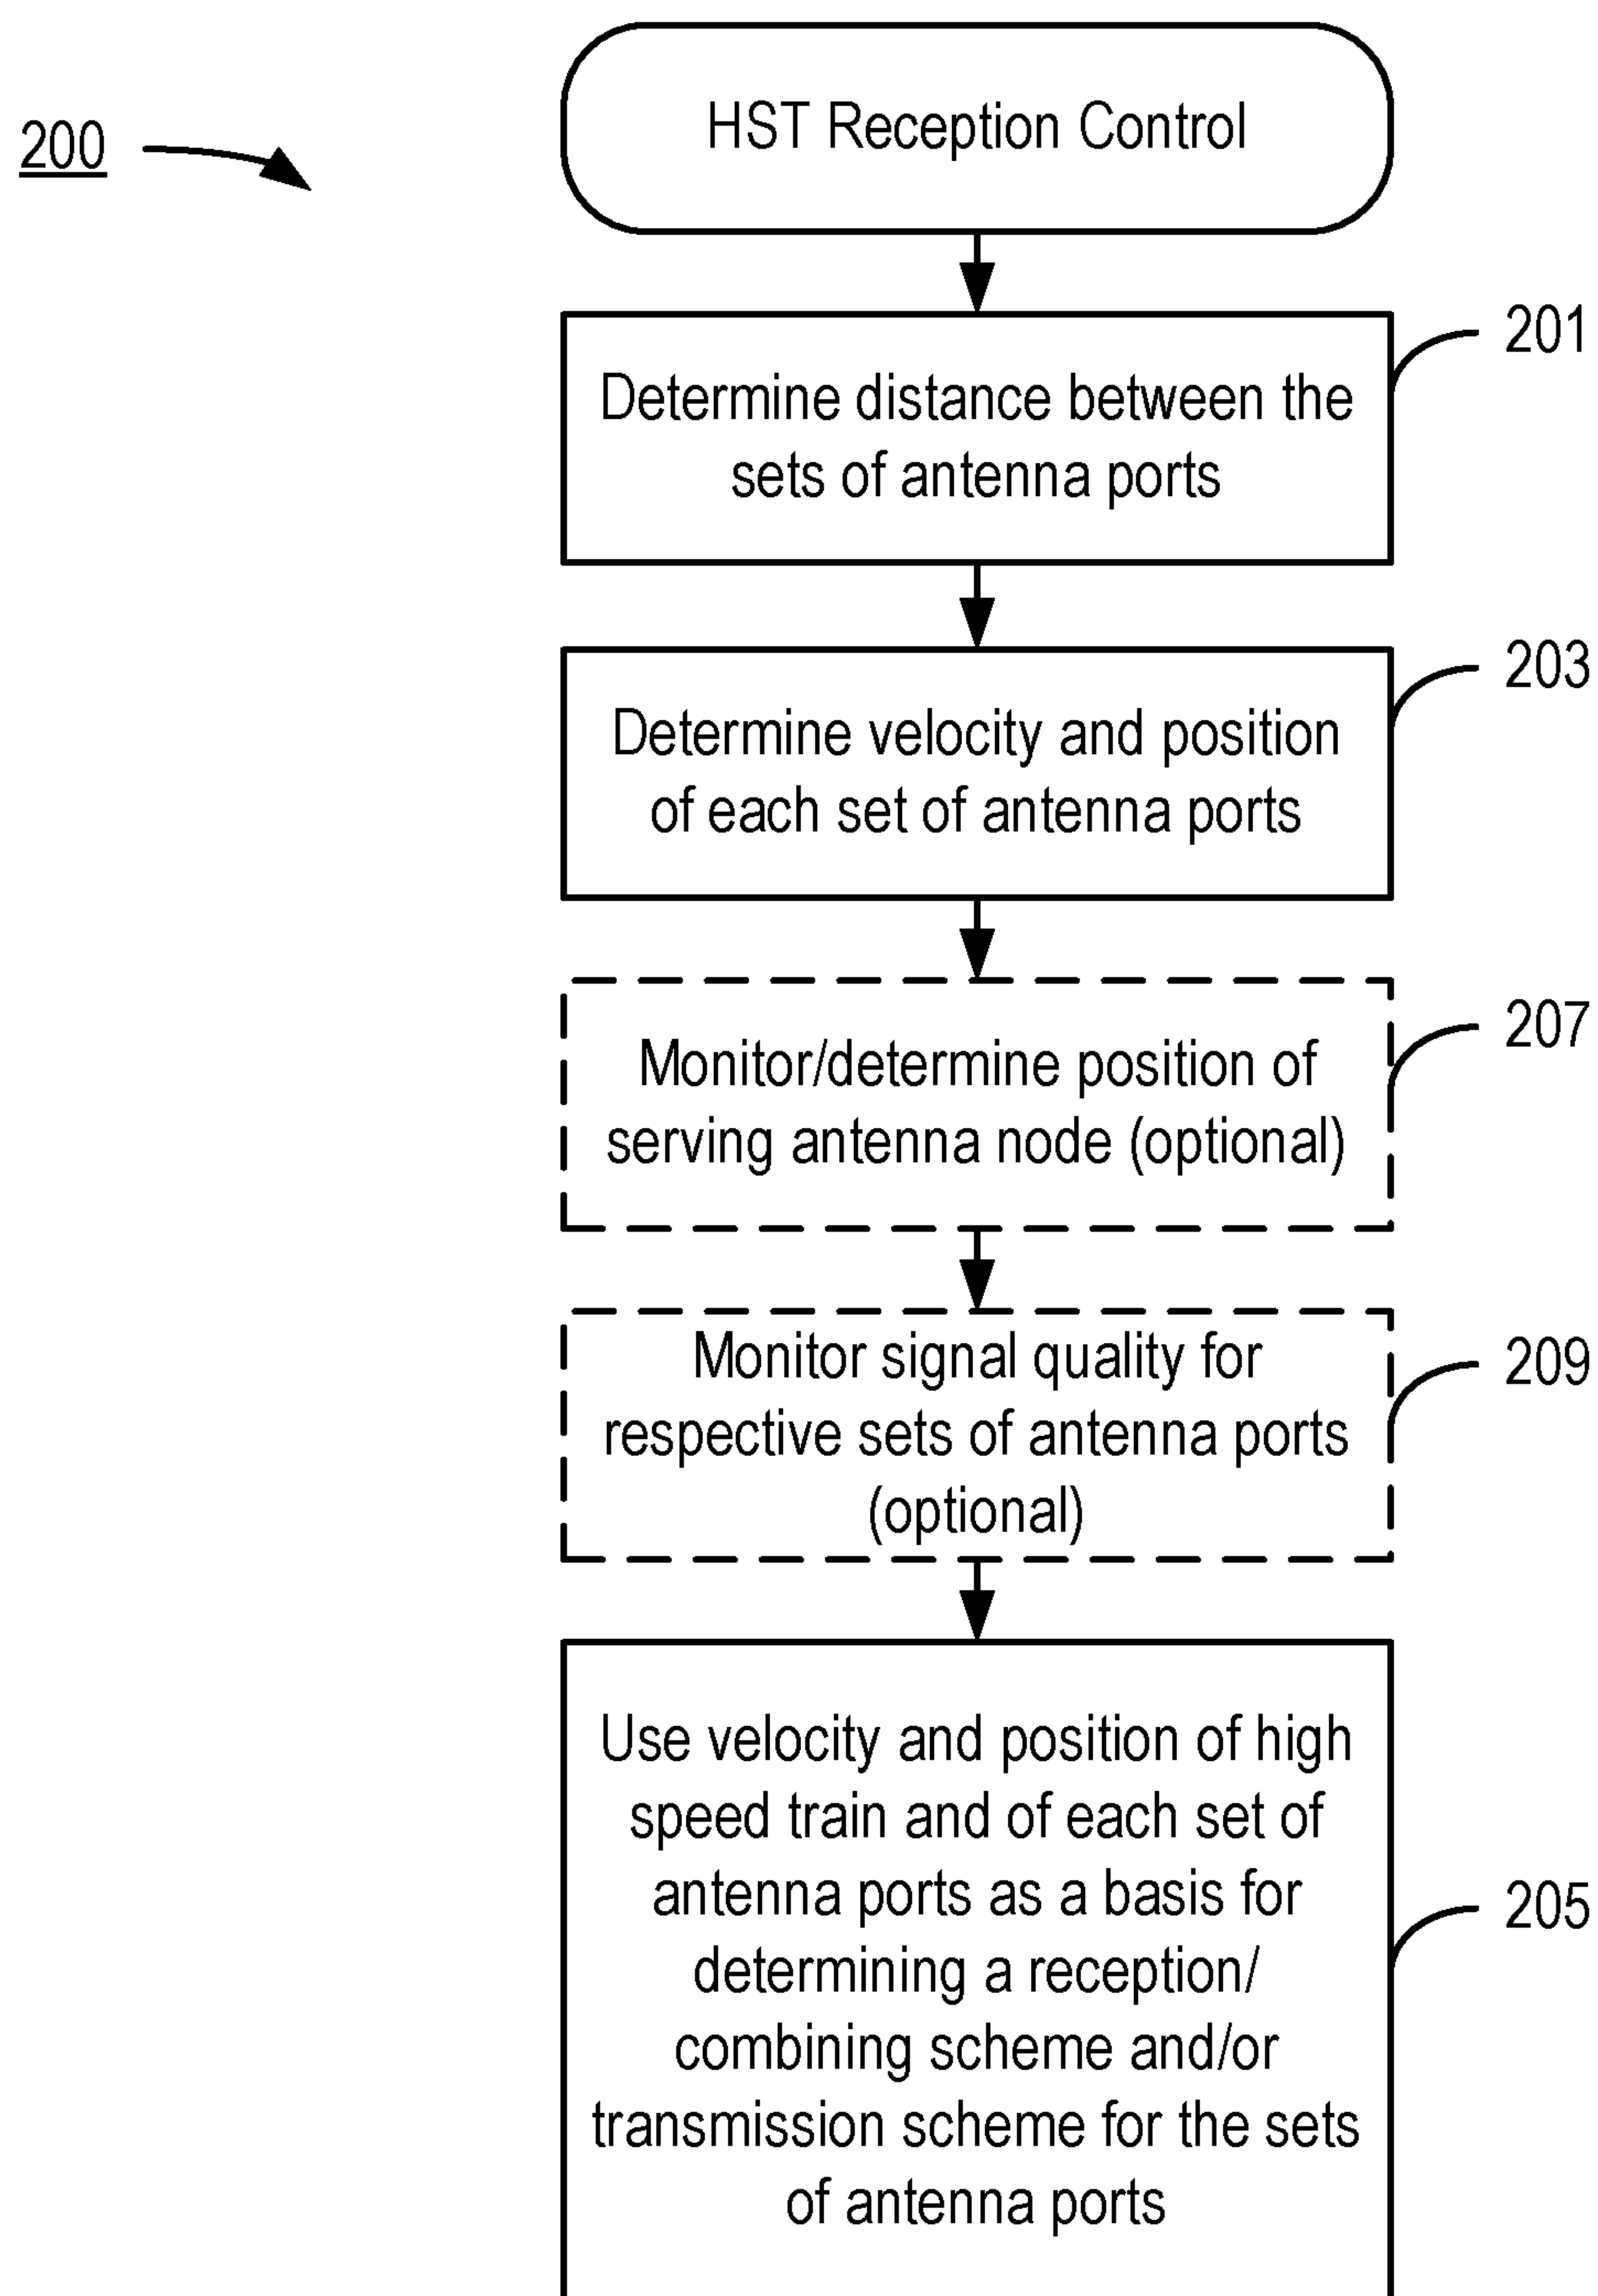 200
HST Reception Control
201
Determine distance between the
sets of antenna ports
203
Determine velocity and position
of each set of antenna ports
207
Monitor/determine position of
serving antenna node (optional)
209
Monitor signal quality for
respective sets of antenna ports
(optional)
205
Use velocity and position of high
speed train and of each set of
antenna ports as a basis for
determining a reception/
combining scheme and/or
transmission scheme for the sets
of antenna ports